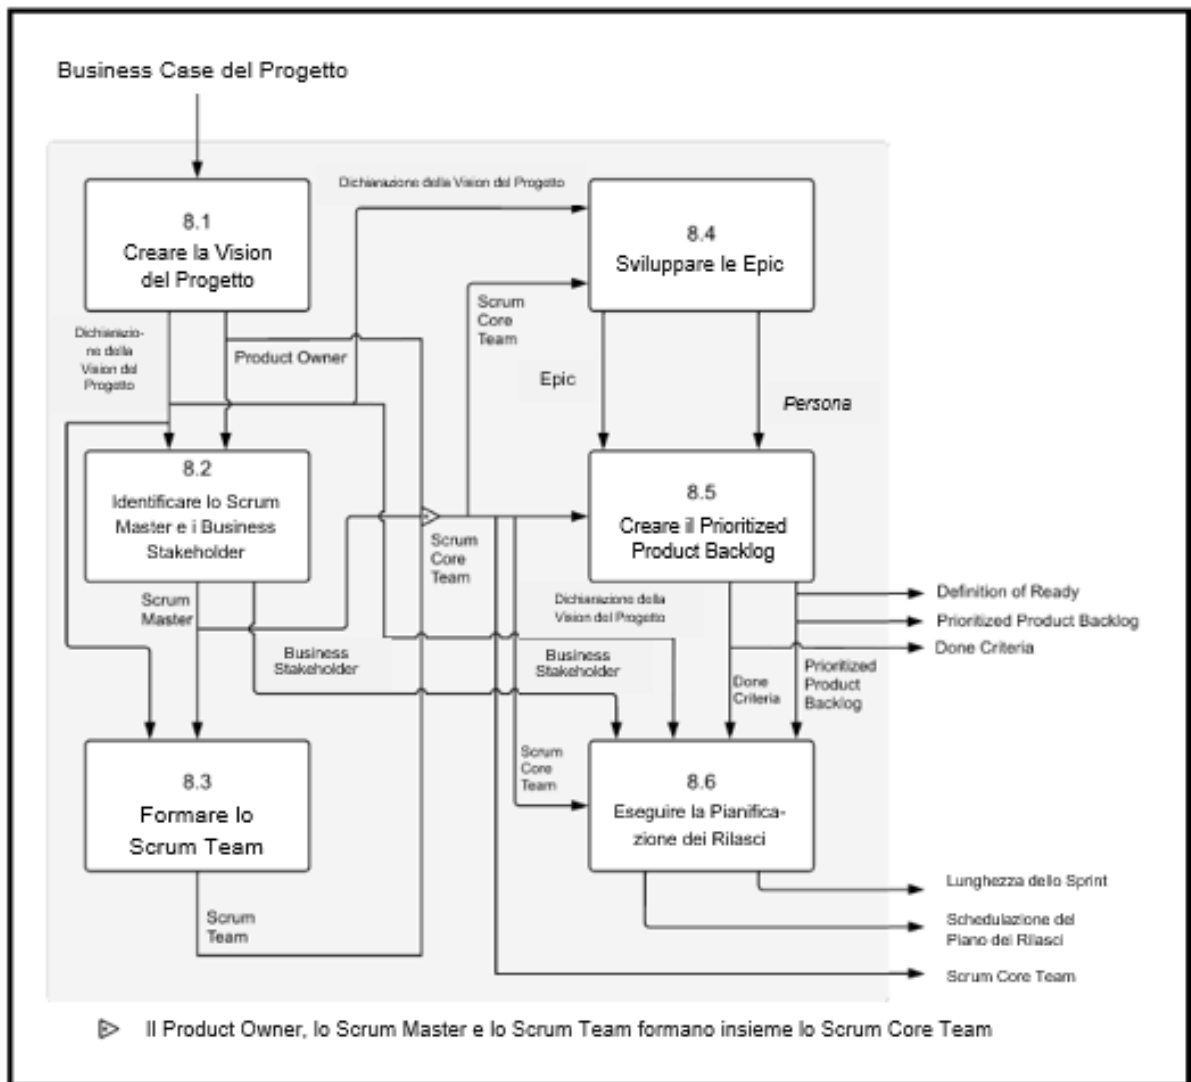 Business Case del Progetto
Dichiarazione della Vision del Progetto
8.1
Creare la Vision
del Progetto
8.4
Sviluppare le Epic
Scrum
Core
Team
Dichiarazio-
ne della
Vision del
Progetto
Product Owner
Epic
Persona
8.2
Identificare lo Scrum
Master e i Business
Stakeholder
8.5
Creare il Prioritized
Product Backlog
Scrum
Core
Team
Scrum
Master
Dichiarazione della
Vision del Progetto
Definition of Ready
Prioritized Product Backlog
Done Criteria
Business
Stakeholder
Business
Stakeholder
Done
Criteria
Prioritized
Product
Backlog
8.3
Formare lo
Scrum Team
Scrum
Core
Team
8.6
Eseguire la Pianifica-
zione dei Rilasci
Lunghezza dello Sprint
Scrum
Team
Schedulazione del
Piano dei Rilasci
Scrum Core Team
Il Product Owner, lo Scrum Master e lo Scrum Team formano insieme lo Scrum Core Team